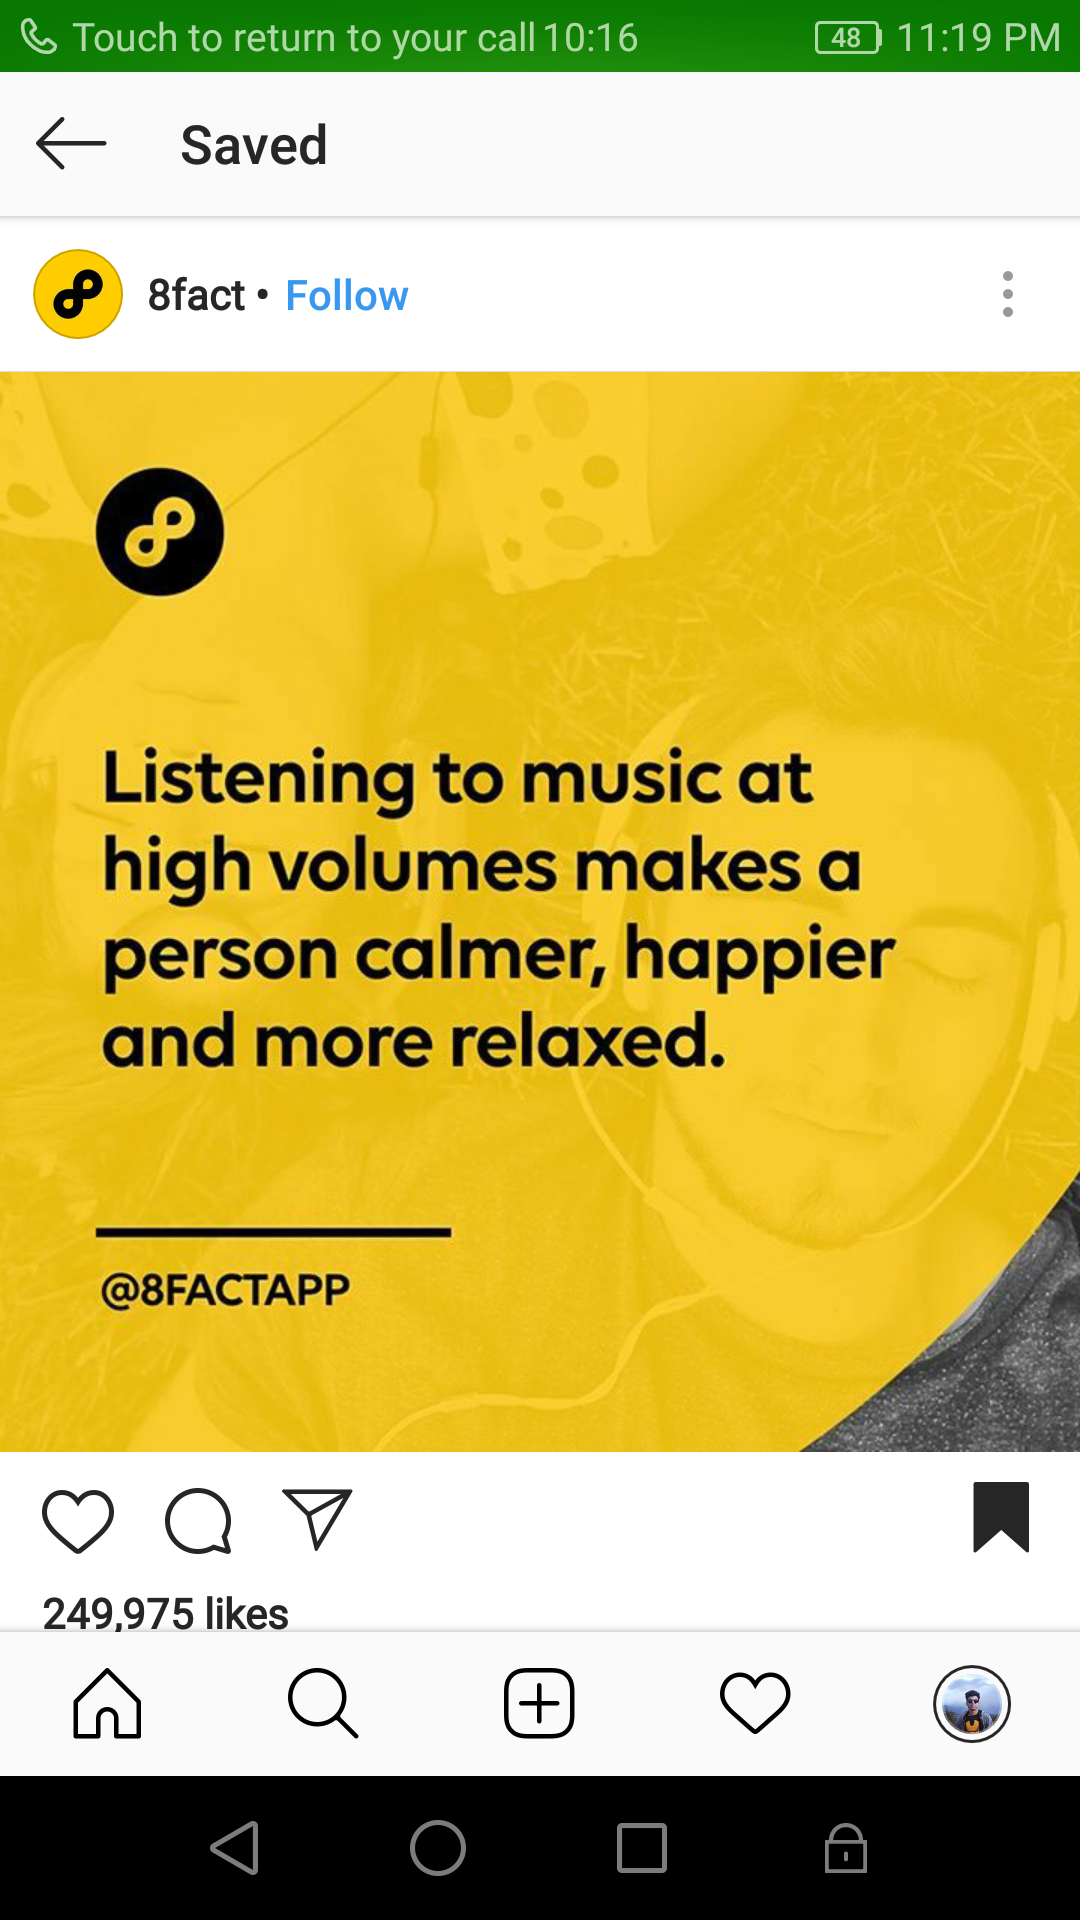 Touch to return to your call 10:16 48 11:19 PM
Saved
8fact • Follow
Listening to music at
high volumes makes a
person calmer, happier
and more relaxed.
@8FACTAPP
249,975 likes